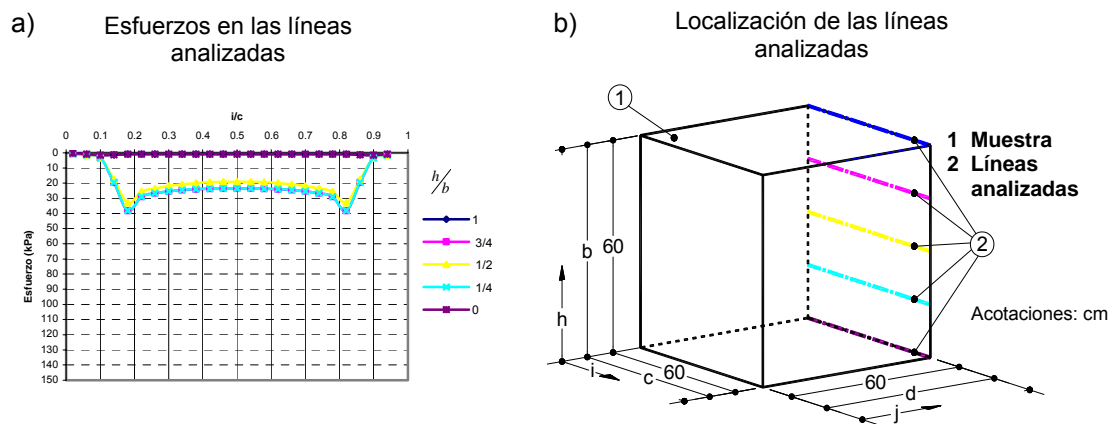 a)
Esfuerzos en las líneas
analizadas
i/c
0 0.1 0.2 0.3 0.4 0.5 0.6 0.7 0.8 0.9 1
0
10
20
30
40
50
60
70
80
90
100
110
120
130
140
150
Esfuerzo (kPa)
h/b
1
3/4
1/2
1/4
0
b)
Localización de las líneas
analizadas
1
1 Muestra
2 Líneas
analizadas
2
b
60
h
i
c
60
60
d
j
Acotaciones: cm